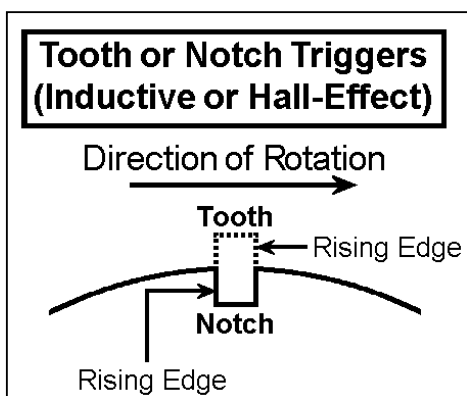 Tooth or Notch Triggers
(Inductive or Hall-Effect)
Direction of Rotation
Tooth
Rising Edge
Notch
Rising Edge